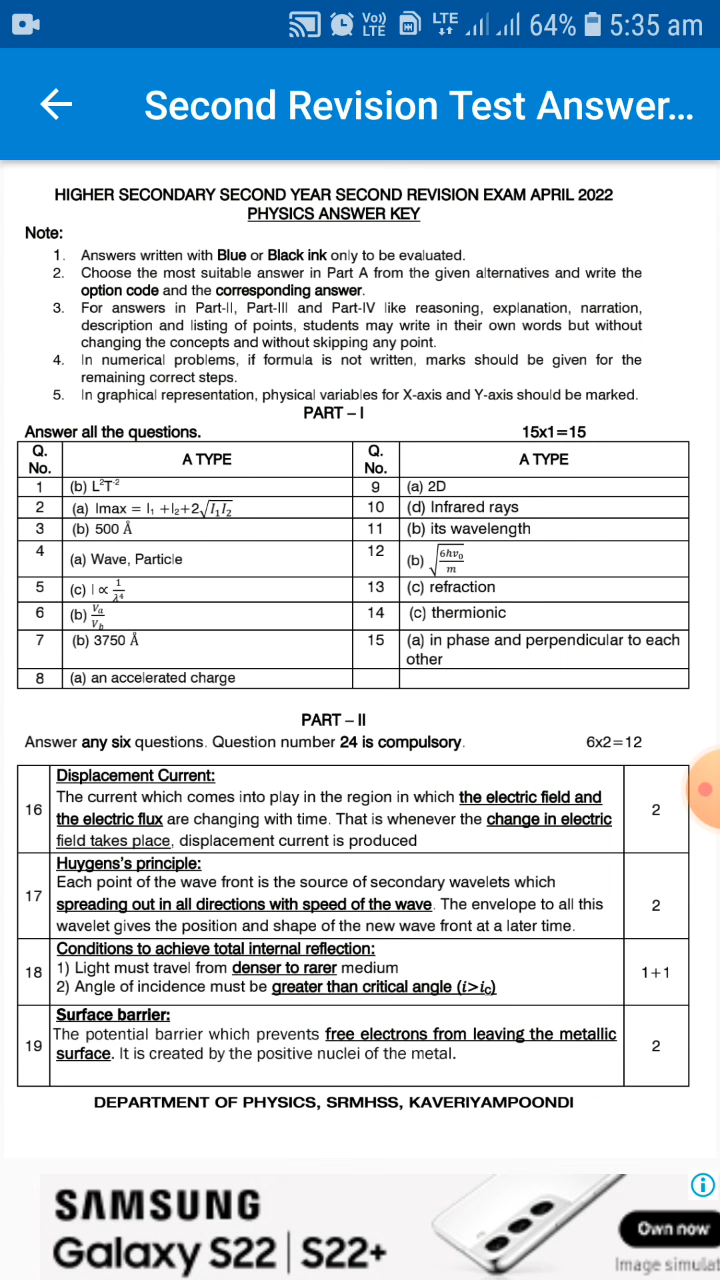 Vo))
LTE
LTE
64%
5:35 am
Second Revision Test Answer...
HIGHER SECONDARY SECOND YEAR SECOND REVISION EXAM APRIL 2022
PHYSICS ANSWER KEY
Note:
1. Answers written with Blue or Black ink only to be evaluated.
2. Choose the most suitable answer in Part A from the given alternatives and write the
option code and the corresponding answer.
3. For answers in Part-II, Part-III and Part-IV like reasoning, explanation, narration,
description and listing of points, students may write in their own words but without
changing the concepts and without skipping any point.
4. In numerical problems, if formula is not written, marks should be given for the
remaining correct steps.
5. In graphical representation, physical variables for X-axis and Y-axis should be marked.
PART – I
Answer all the questions. 15x1=15
Q. No. A TYPE Q. No. A TYPE
1 (b) L²T⁻² 9 (a) 2D
2 (a) Imax = I₁ +I₂+2√I₁I₂ 10 (d) Infrared rays
3 (b) 500 Å 11 (b) its wavelength
4 (a) Wave, Particle 12 (b) √(6hv₀/m)
5 (c) I ∝ 1/λ⁴ 13 (c) refraction
6 (b) Vₐ/V_b 14 (c) thermionic
7 (b) 3750 Å 15 (a) in phase and perpendicular to each
other
8 (a) an accelerated charge
PART – II
Answer any six questions. Question number 24 is compulsory. 6x2=12
Displacement Current:
The current which comes into play in the region in which the electric field and
16 the electric flux are changing with time. That is whenever the change in electric 2
field takes place, displacement current is produced
Huygens's principle:
Each point of the wave front is the source of secondary wavelets which
17 spreading out in all directions with speed of the wave. The envelope to all this 2
wavelet gives the position and shape of the new wave front at a later time.
Conditions to achieve total internal reflection:
18 1) Light must travel from denser to rarer medium 1+1
2) Angle of incidence must be greater than critical angle (i>ic)
Surface barrier:
The potential barrier which prevents free electrons from leaving the metallic
19 surface. It is created by the positive nuclei of the metal. 2
DEPARTMENT OF PHYSICS, SRMHSS, KAVERIYAMPOONDI
SAMSUNG
Galaxy S22 | S22+
Own now
Image simulat